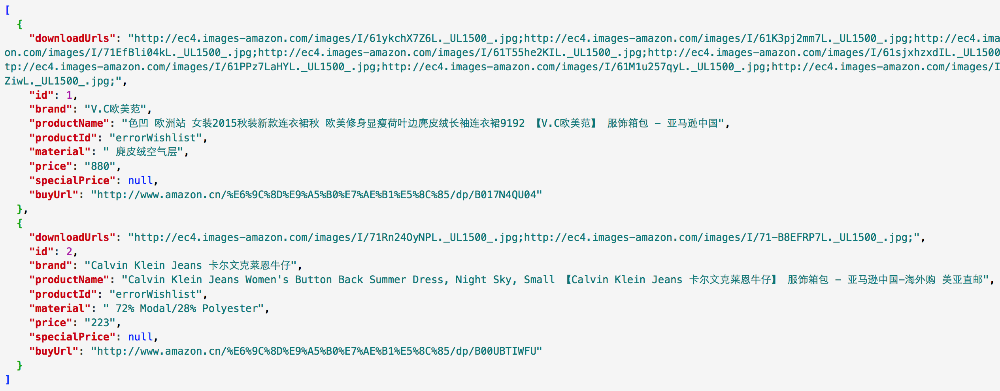 [
{
"downloadUrls": "http://ec4.images-amazon.com/images/I/61ykchX7Z6L._UL1500_.jpg;http://ec4.images-amazon.com/images/I/61K3pj2mm7L._UL1500_.jpg;http://ec4.ima
on.com/images/I/71EfBli04kL._UL1500_.jpg;http://ec4.images-amazon.com/images/I/61T55he2KIL._UL1500_.jpg;http://ec4.images-amazon.com/images/I/61sjxhzxdIL._UL1500
tp://ec4.images-amazon.com/images/I/61PPz7LaHYL._UL1500_.jpg;http://ec4.images-amazon.com/images/I/61M1u257qyL._UL1500_.jpg;http://ec4.images-amazon.com/images/I
ZiwL._UL1500_.jpg;",
"id": 1,
"brand": "V.C欧美范",
"productName": "色凹 欧洲站 女装2015秋装新款连衣裙秋 欧美修身显瘦荷叶边麂皮绒长袖连衣裙9192 【V.C欧美范】 服饰箱包 - 亚马逊中国",
"productId": "errorWishlist",
"material": " 麂皮绒空气层",
"price": "880",
"specialPrice": null,
"buyUrl": "http://www.amazon.cn/%E6%9C%8D%E9%A5%B0%E7%AE%B1%E5%8C%85/dp/B017N4QU04"
},
{
"downloadUrls": "http://ec4.images-amazon.com/images/I/71Rn24OyNPL._UL1500_.jpg;http://ec4.images-amazon.com/images/I/71-B8EFRP7L._UL1500_.jpg;",
"id": 2,
"brand": "Calvin Klein Jeans 卡尔文克莱恩牛仔",
"productName": "Calvin Klein Jeans Women's Button Back Summer Dress, Night Sky, Small 【Calvin Klein Jeans 卡尔文克莱恩牛仔】 服饰箱包 - 亚马逊中国-海外购 美亚直邮",
"productId": "errorWishlist",
"material": " 72% Modal/28% Polyester",
"price": "223",
"specialPrice": null,
"buyUrl": "http://www.amazon.cn/%E6%9C%8D%E9%A5%B0%E7%AE%B1%E5%8C%85/dp/B00UBTIWFU"
}
]